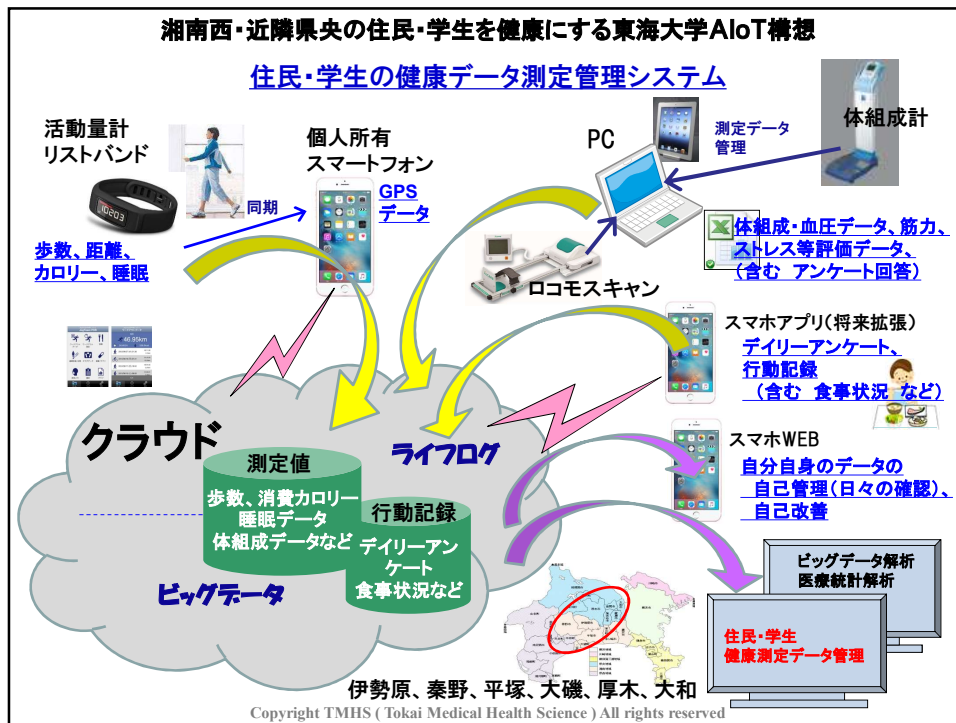 湘南西・近隣県央の住民・学生を健康にする東海大学AIoT構想
住民・学生の健康データ測定管理システム
活動量計
リストバンド
10203
同期
歩数、距離、
カロリー、睡眠
個人所有
スマートフォン
GPS
データ
PC
測定データ
管理
体組成計
体組成・血圧データ、筋力、
ストレス等評価データ、
(含む アンケート回答)
ロコモスキャン
46.95km
スマホアプリ(将来拡張)
デイリーアンケート、
行動記録
(含む 食事状況 など)
クラウド
ライフログ
測定値
歩数、消費カロリー
睡眠データ
体組成データなど
行動記録
デイリーアン
ケート
食事状況など
ビッグデータ
スマホWEB
自分自身のデータの
自己管理(日々の確認)、
自己改善
ビッグデータ解析
医療統計解析
住民・学生
健康測定データ管理
伊勢原、秦野、平塚、大磯、厚木、大和
Copyright TMHS ( Tokai Medical Health Science ) All rights reserved